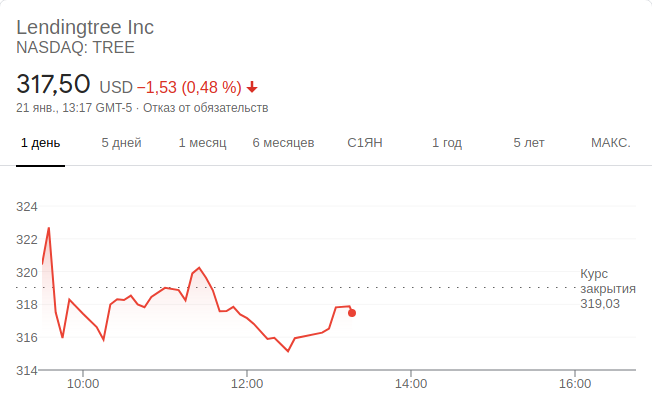 Lendingtree Inc
NASDAQ: TREE
317,50 USD −1,53 (0,48 %)
21 янв., 13:17 GMT-5 · Отказ от обязательств
1 день 5 дней 1 месяц 6 месяцев С1ЯН 1 год 5 лет МАКС.
324
322
320
318
316
314
Курс
закрытия
319,03
10:00 12:00 14:00 16:00